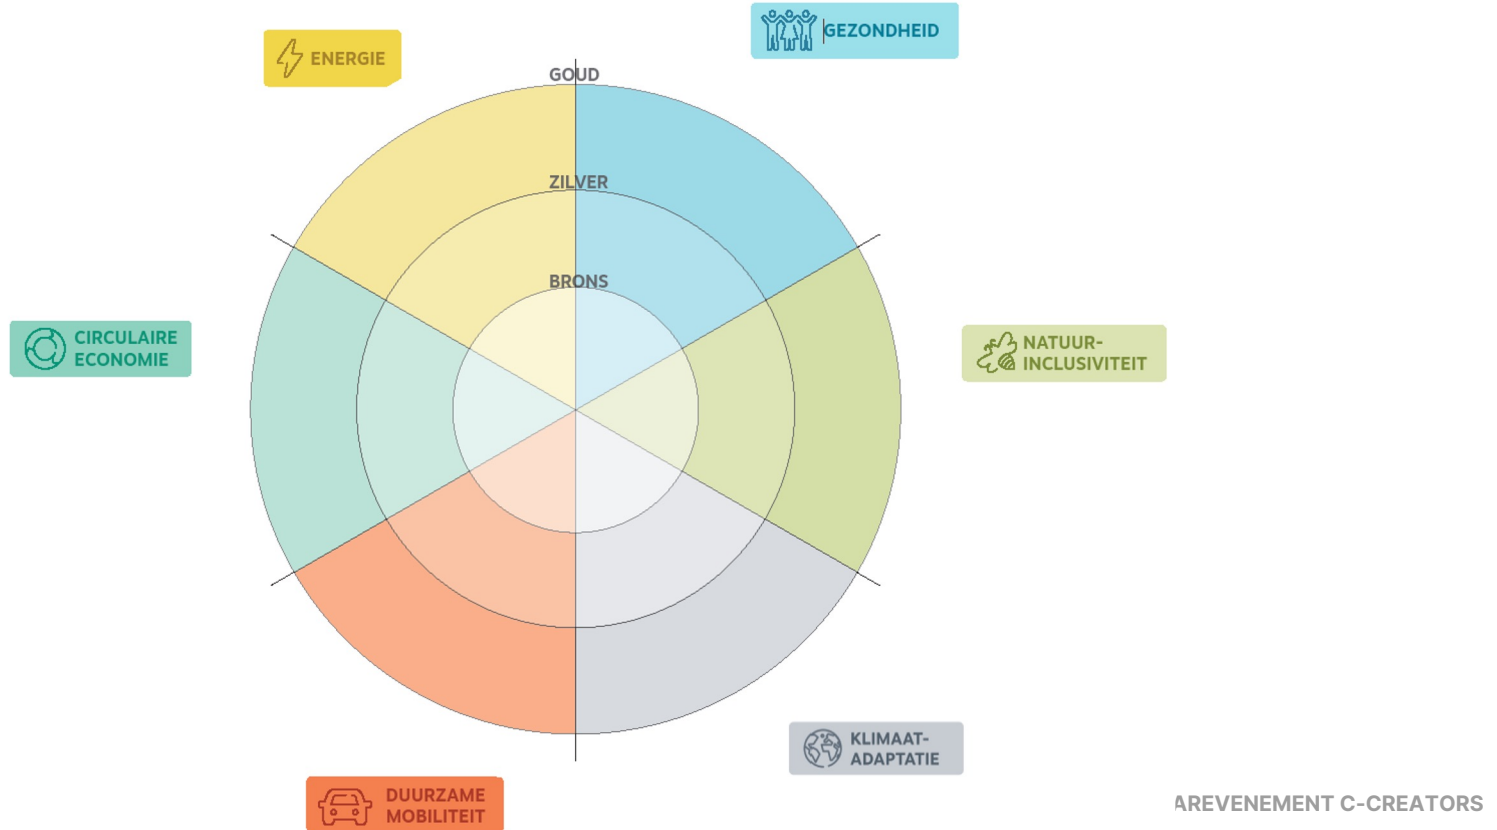 GEZONDHEID
ENERGIE
GOUD
ZILVER
BRONS
CIRCULAIRE
ECONOMIE
NATUUR-
INCLUSIVITEIT
KLIMAAT-
ADAPTATIE
DUURZAME
MOBILITEIT
AREVENEMENT C-CREATORS